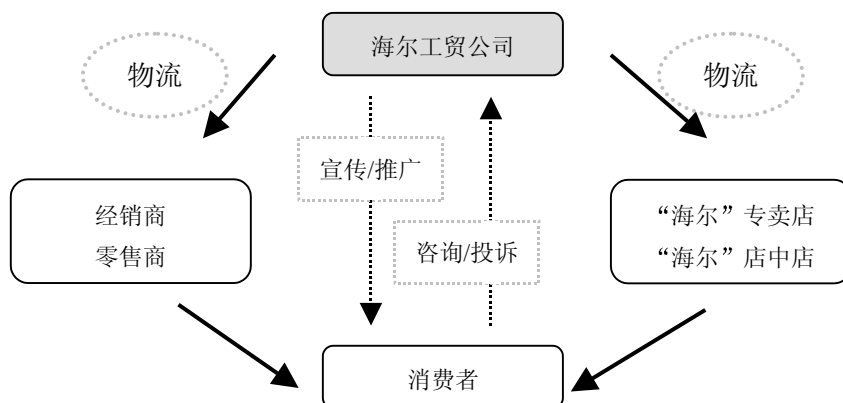 海尔工贸公司
物流
物流
宣传/推广
经销商
零售商
咨询/投诉
“海尔”专卖店
“海尔”店中店
消费者